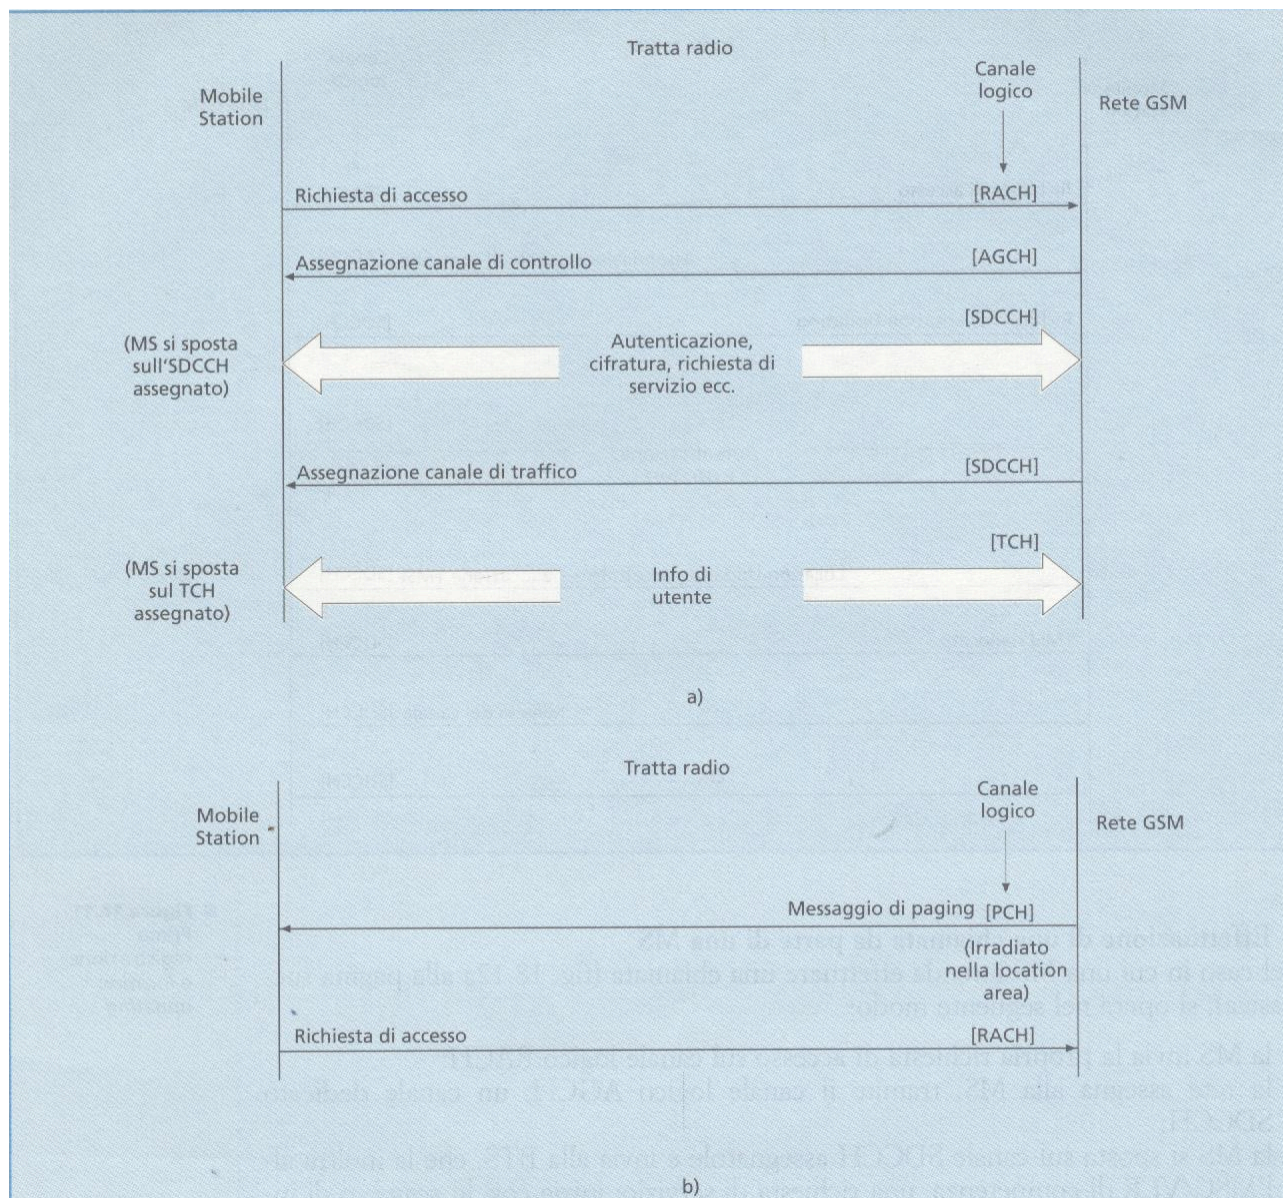 Tratta radio
Mobile
Station
Canale
logico
Rete GSM
Richiesta di accesso
[RACH]
Assegnazione canale di controllo
[AGCH]
[SDCCH]
(MS si sposta
sull'SDCCH
assegnato)
Autenticazione,
cifratura, richiesta di
servizio ecc.
Assegnazione canale di traffico
[SDCCH]
[TCH]
(MS si sposta
sul TCH
assegnato)
Info di
utente
a)
Tratta radio
Mobile
Station
Canale
logico
Rete GSM
Messaggio di paging [PCH]
(Irradiato
nella location
area)
Richiesta di accesso
[RACH]
b)